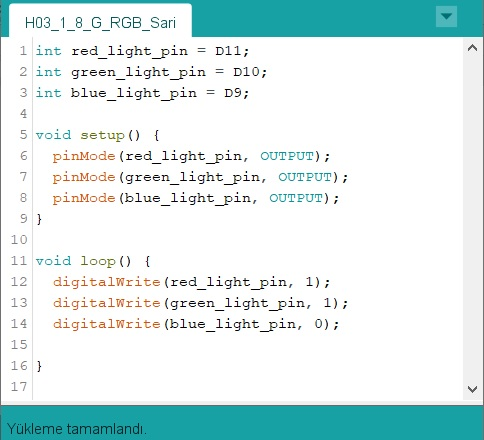 H03_1_8_G_RGB_Sari
1 int red_light_pin = D11;
2 int green_light_pin = D10;
3 int blue_light_pin = D9;
4
5 void setup() {
6   pinMode(red_light_pin, OUTPUT);
7   pinMode(green_light_pin, OUTPUT);
8   pinMode(blue_light_pin, OUTPUT);
9 }
10
11 void loop() {
12   digitalWrite(red_light_pin, 1);
13   digitalWrite(green_light_pin, 1);
14   digitalWrite(blue_light_pin, 0);
15
16 }
17
Yükleme tamamlandı.